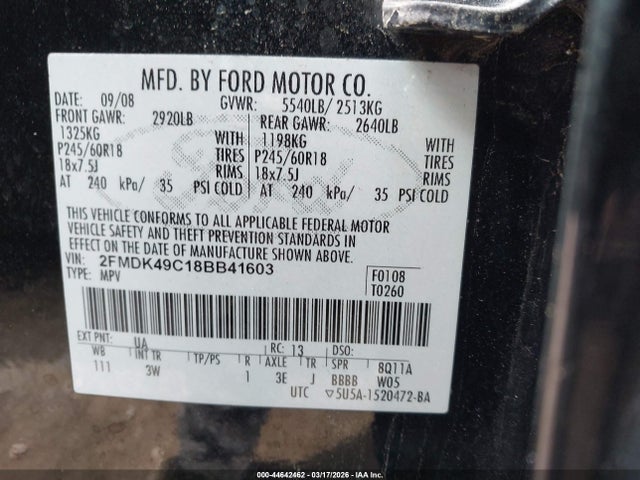 MFD. BY FORD MOTOR CO.
DATE: 09/08 GVWR: 5540LB/ 2513KG
FRONT GAWR: 2920LB REAR GAWR: 2640LB
1325KG WITH 1198KG WITH
P245/60R18 TIRES P245/60R18 TIRES
18x7.5J RIMS 18x7.5J RIMS
AT 240 kPa/ 35 PSI COLD AT 240 kPa/ 35 PSI COLD
THIS VEHICLE CONFORMS TO ALL APPLICABLE FEDERAL MOTOR
VEHICLE SAFETY AND THEFT PREVENTION STANDARDS IN
EFFECT ON THE DATE OF MANUFACTURE SHOWN ABOVE.
VIN: 2FMDK49C18BB41603 F0108
TYPE: MPV T0260
EXT PNT: UA RC: 13 DSO:
WB INT TR TP/PS R AXLE TR SPR 8Q11A
111 3W 1 3E J BBBB W05
UTC ▽5U5A-1520472-BA
Ford
000-44642462 | 03/17/2026 | IAA Inc.